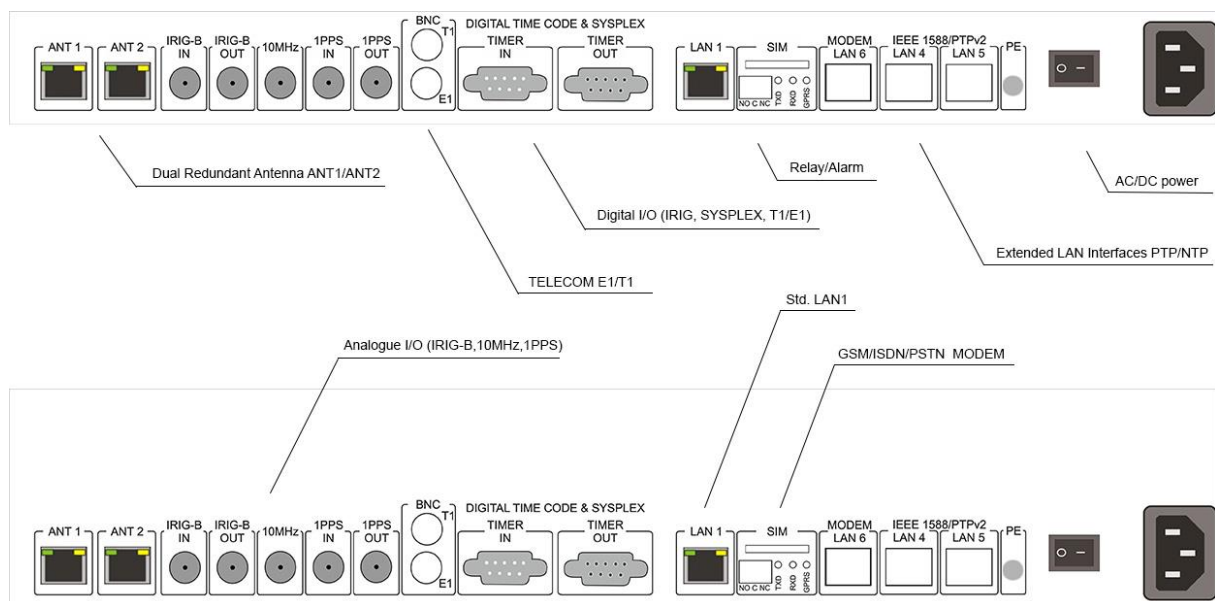 BNC
DIGITAL TIME CODE & SYSPLEX
ANT 1
ANT 2
IRIG-B IN
IRIG-B OUT
10MHz
1PPS IN
1PPS OUT
T1
E1
TIMER IN
TIMER OUT
LAN 1
SIM
NO C NC
TXD
RXD
GPRS
MODEM LAN 6
IEEE 1588/PTPv2
LAN 4
LAN 5
PE
Dual Redundant Antenna ANT1/ANT2
Relay/Alarm
AC/DC power
Digital I/O (IRIG, SYSPLEX, T1/E1)
Extended LAN Interfaces PTP/NTP
TELECOM E1/T1
Std. LAN1
Analogue I/O (IRIG-B,10MHz,1PPS)
GSM/ISDN/PSTN MODEM
BNC
DIGITAL TIME CODE & SYSPLEX
ANT 1
ANT 2
IRIG-B IN
IRIG-B OUT
10MHz
1PPS IN
1PPS OUT
T1
E1
TIMER IN
TIMER OUT
LAN 1
SIM
NO C NC
TXD
RXD
GPRS
MODEM LAN 6
IEEE 1588/PTPv2
LAN 4
LAN 5
PE